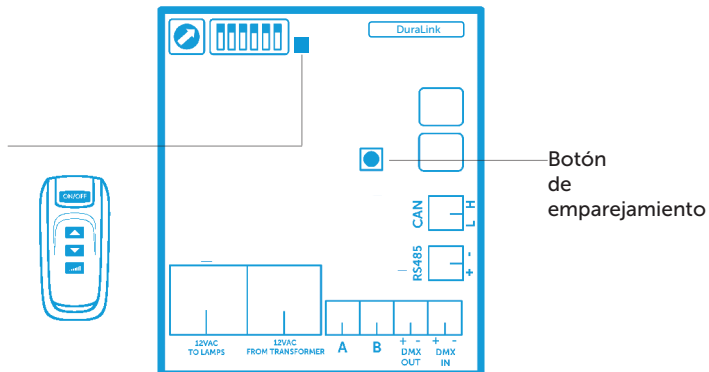 DuraLink
Botón
de
emparejamiento
ON/OFF
CAN
H
L
RS485
-
+
12VAC
TO LAMPS
12VAC
FROM TRANSFORMER
A
B
+ -
DMX
OUT
+ -
DMX
IN